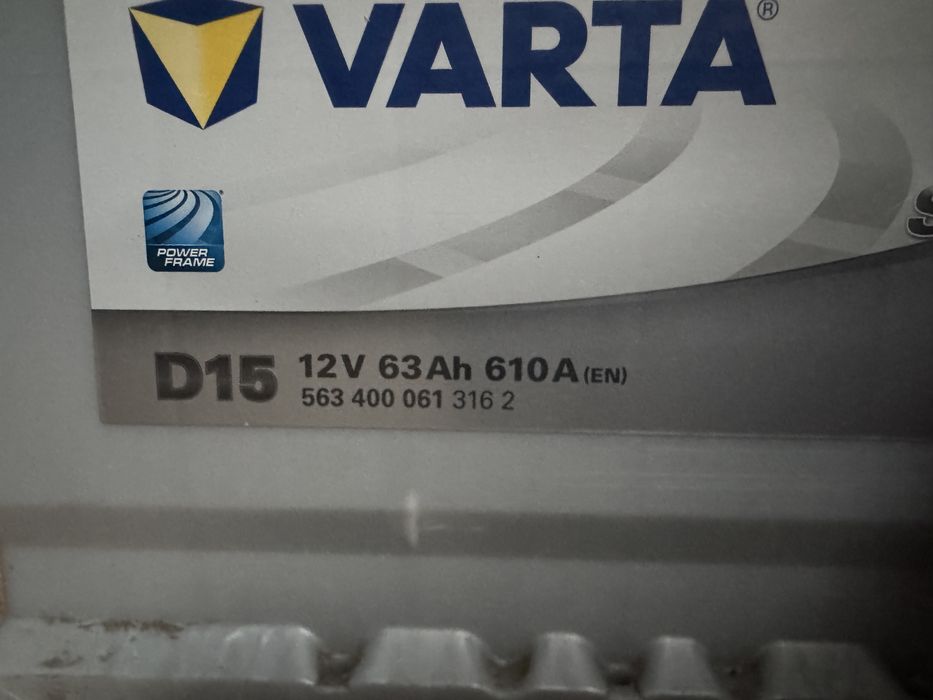 VARTA®
POWER
FRAME
D15 12V 63Ah 610A (EN)
563 400 061 316 2
S